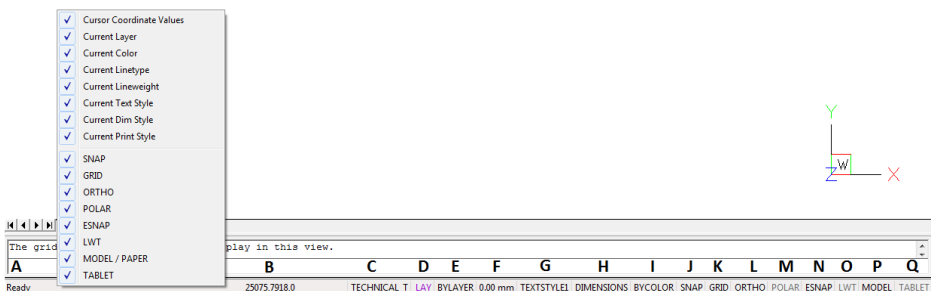 Cursor Coordinate Values
Current Layer
Current Color
Current Linetype
Current Lineweight
Current Text Style
Current Dim Style
Current Print Style
SNAP
GRID
ORTHO
POLAR
ESNAP
LWT
MODEL / PAPER
TABLET
Y
W
Z X
The grid play in this view.
A B C D E F G H I J K L M N O P Q
Ready 25075.7918.0 TECHNICAL T LAY BYLAYER 0.00 mm TEXTSTYLE1 DIMENSIONS BYCOLOR SNAP GRID ORTHO POLAR ESNAP LWT MODEL TABLET